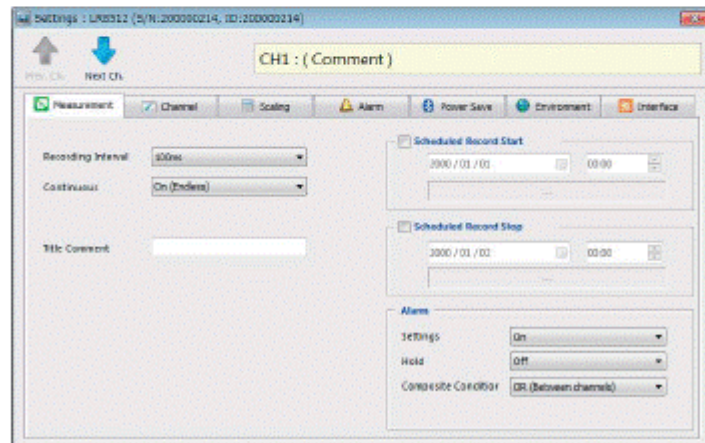 Settings : LR8512 (S/N:200000214, ID:200000214)
Prev. Ch.
Next Ch.
CH1 : ( Comment )
Measurement
Channel
Scaling
Alarm
Power Save
Environment
Interface
Recording Interval
100ms
Continuous
On (Endless)
Title Comment
Scheduled Record Start
2000 / 01 / 01
00:00
---
Scheduled Record Stop
2000 / 01 / 02
00:00
---
Alarm
Settings
On
Hold
Off
Composite Condition
OR (Between channels)